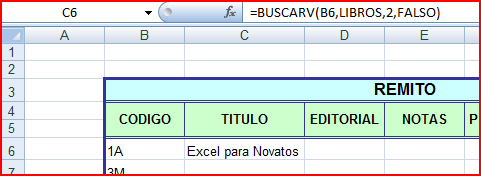 C6 fx =BUSCARV(B6,LIBROS,2,FALSO)
A B C D E
1
2
3 REMITO
4
CODIGO TITULO EDITORIAL NOTAS P
5
6 1A Excel para Novatos
7 3M